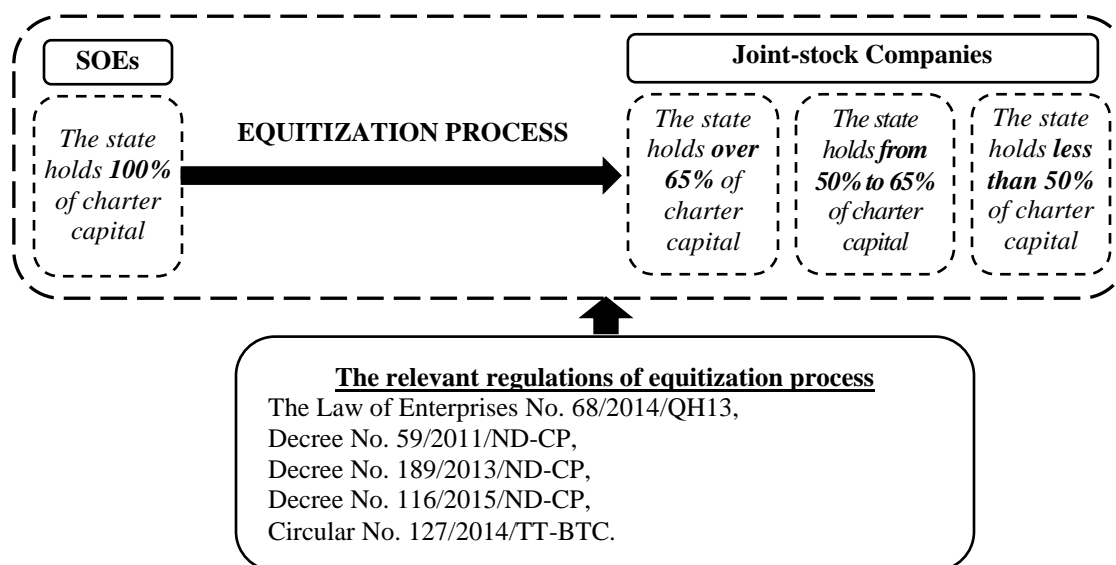 SOEs
The state
holds 100%
of charter
capital
EQUITIZATION PROCESS
Joint-stock Companies
The state
holds over
65% of
charter
capital
The state
holds from
50% to 65%
of charter
capital
The state
holds less
than 50%
of charter
capital
The relevant regulations of equitization process
The Law of Enterprises No. 68/2014/QH13,
Decree No. 59/2011/ND-CP,
Decree No. 189/2013/ND-CP,
Decree No. 116/2015/ND-CP,
Circular No. 127/2014/TT-BTC.